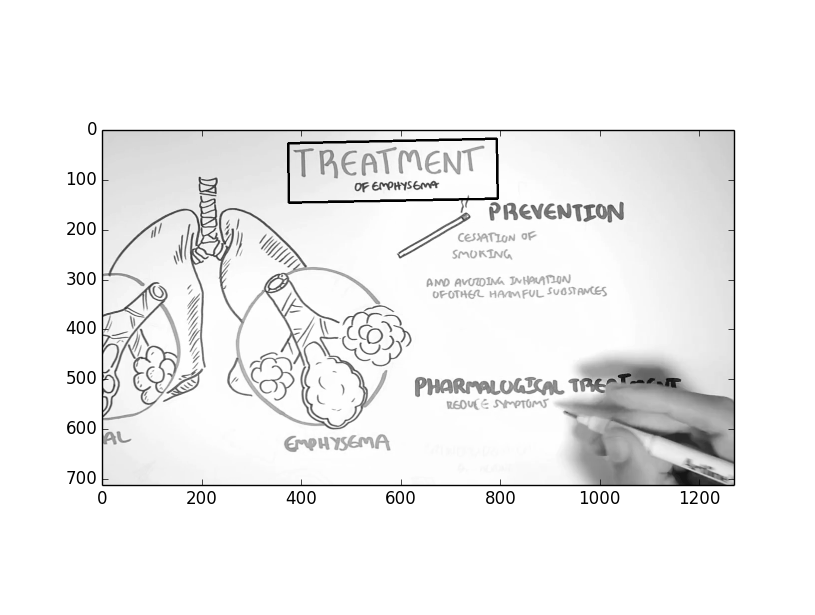 0
100
200
300
400
500
600
700
TREATMENT
OF EMPHYSEMA
PREVENTION
CESSATION OF
SMOKING
AND AVOIDING INHALATION
OF OTHER HARMFUL SUBSTANCES
PHARMALOGICAL TREATMENT
REDUCE SYMPTOMS
AL
EMPHYSEMA
0 200 400 600 800 1000 1200